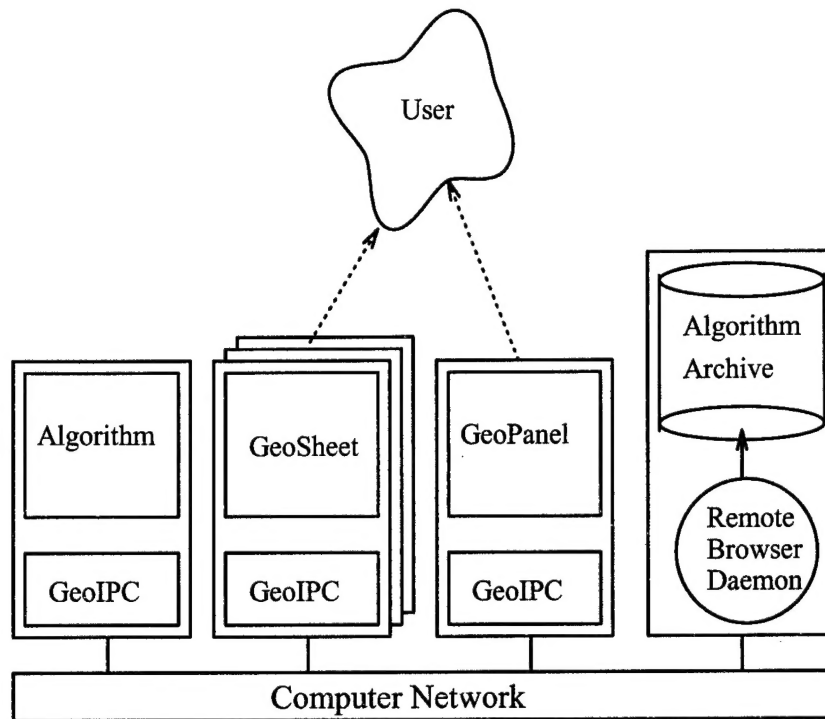 User
Algorithm
GeoIPC
GeoSheet
GeoIPC
GeoPanel
GeoIPC
Algorithm
Archive
Remote
Browser
Daemon
Computer Network